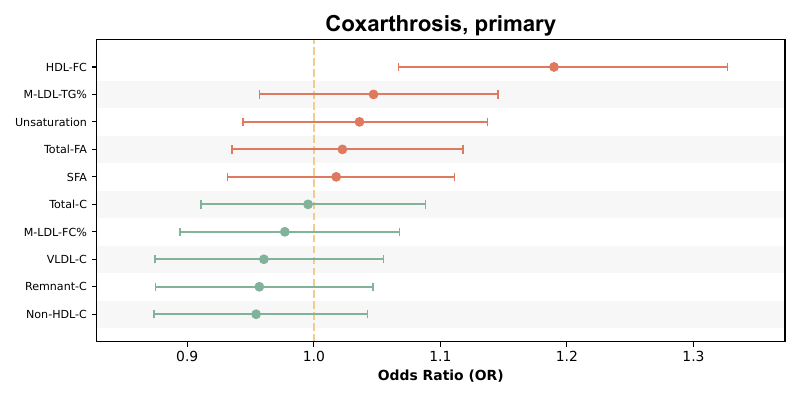 Coxarthrosis, primary
HDL-FC
M-LDL-TG%
Unsaturation
Total-FA
SFA
Total-C
M-LDL-FC%
VLDL-C
Remnant-C
Non-HDL-C
0.9 1.0 1.1 1.2 1.3
Odds Ratio (OR)